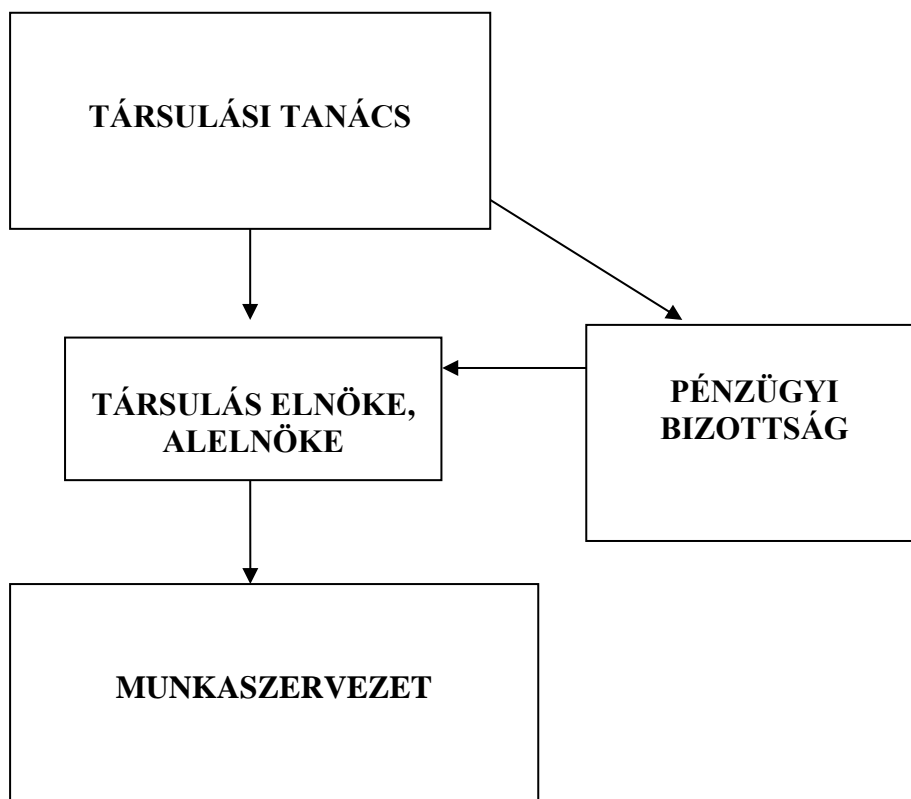 TÁRSULÁSI TANÁCS
TÁRSULÁS ELNÖKE,
ALELNÖKE
PÉNZÜGYI
BIZOTTSÁG
MUNKASZERVEZET